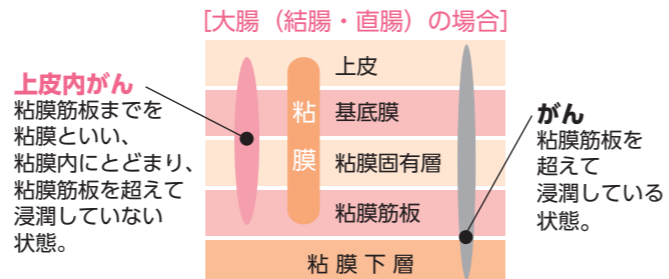 [大腸（結腸・直腸）の場合]
上皮内がん
粘膜筋板までを
粘膜といい、
粘膜内にとどまり、
粘膜筋板を超えて
浸潤していない
状態。
粘膜
上皮
基底膜
粘膜固有層
粘膜筋板
粘膜下層
がん
粘膜筋板を
超えて
浸潤している
状態。